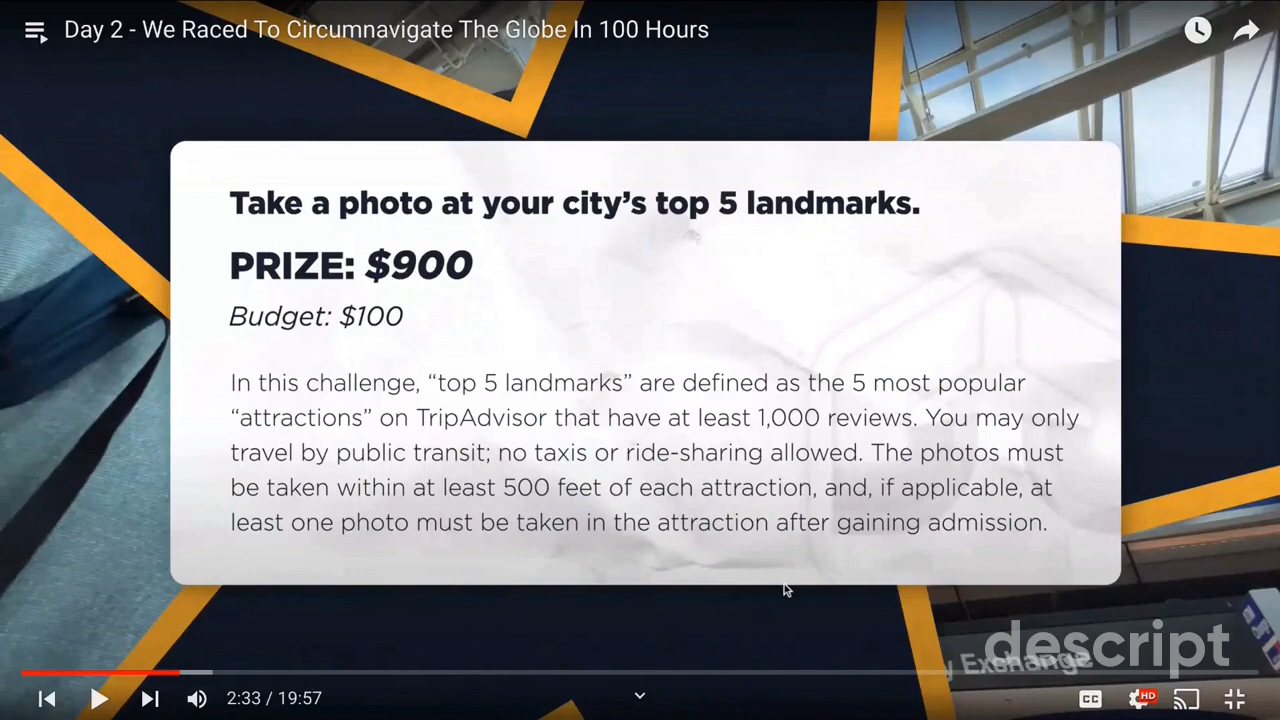 Day 2 - We Raced To Circumnavigate The Globe In 100 Hours
Take a photo at your city’s top 5 landmarks.
PRIZE: $900
Budget: $100
In this challenge, “top 5 landmarks” are defined as the 5 most popular
“attractions” on TripAdvisor that have at least 1,000 reviews. You may only
travel by public transit; no taxis or ride-sharing allowed. The photos must
be taken within at least 500 feet of each attraction, and, if applicable, at
least one photo must be taken in the attraction after gaining admission.
descript
y Exchange
2:33 / 19:57
CC
HD